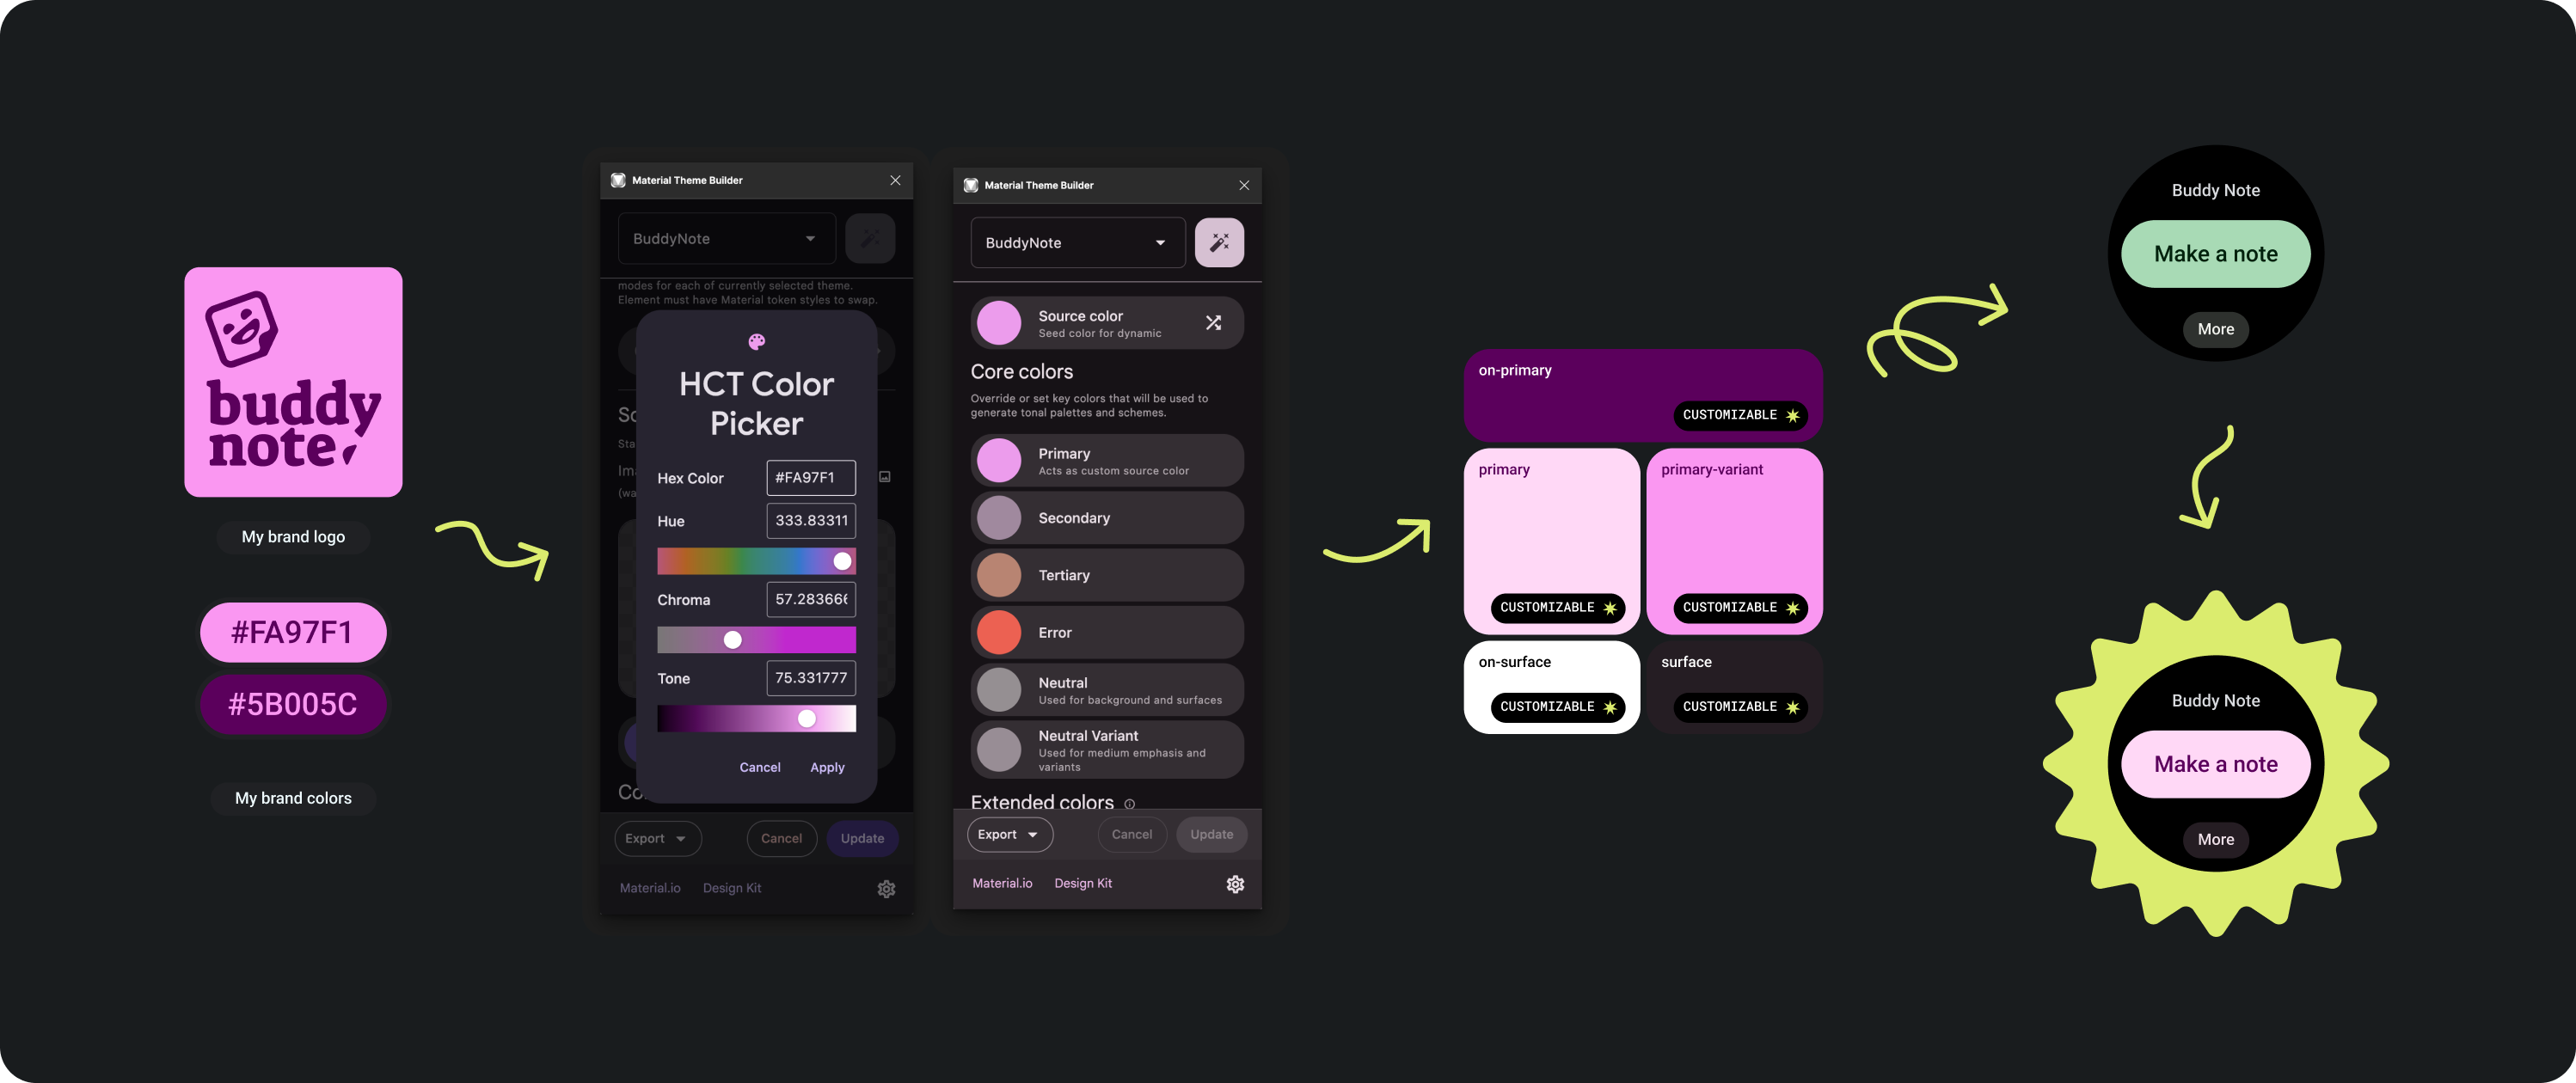 buddy
note
My brand logo
#FA97F1
#5B005C
My brand colors
Material Theme Builder
BuddyNote
modes for each of currently selected theme.
Element must have Material token styles to swap.
HCT Color
Picker
Hex Color
#FA97F1
Hue
333.83311
Chroma
57.28366
Tone
75.331777
Cancel
Apply
Export
Cancel
Update
Material.io
Design Kit
Material Theme Builder
BuddyNote
Source color
Seed color for dynamic
Core colors
Override or set key colors that will be used to
generate tonal palettes and schemes.
Primary
Acts as custom source color
Secondary
Tertiary
Error
Neutral
Used for background and surfaces
Neutral Variant
Used for medium emphasis and
variants
Extended colors
Export
Cancel
Update
Material.io
Design Kit
on-primary
CUSTOMIZABLE
primary
CUSTOMIZABLE
primary-variant
CUSTOMIZABLE
on-surface
CUSTOMIZABLE
surface
CUSTOMIZABLE
Buddy Note
Make a note
More
Buddy Note
Make a note
More